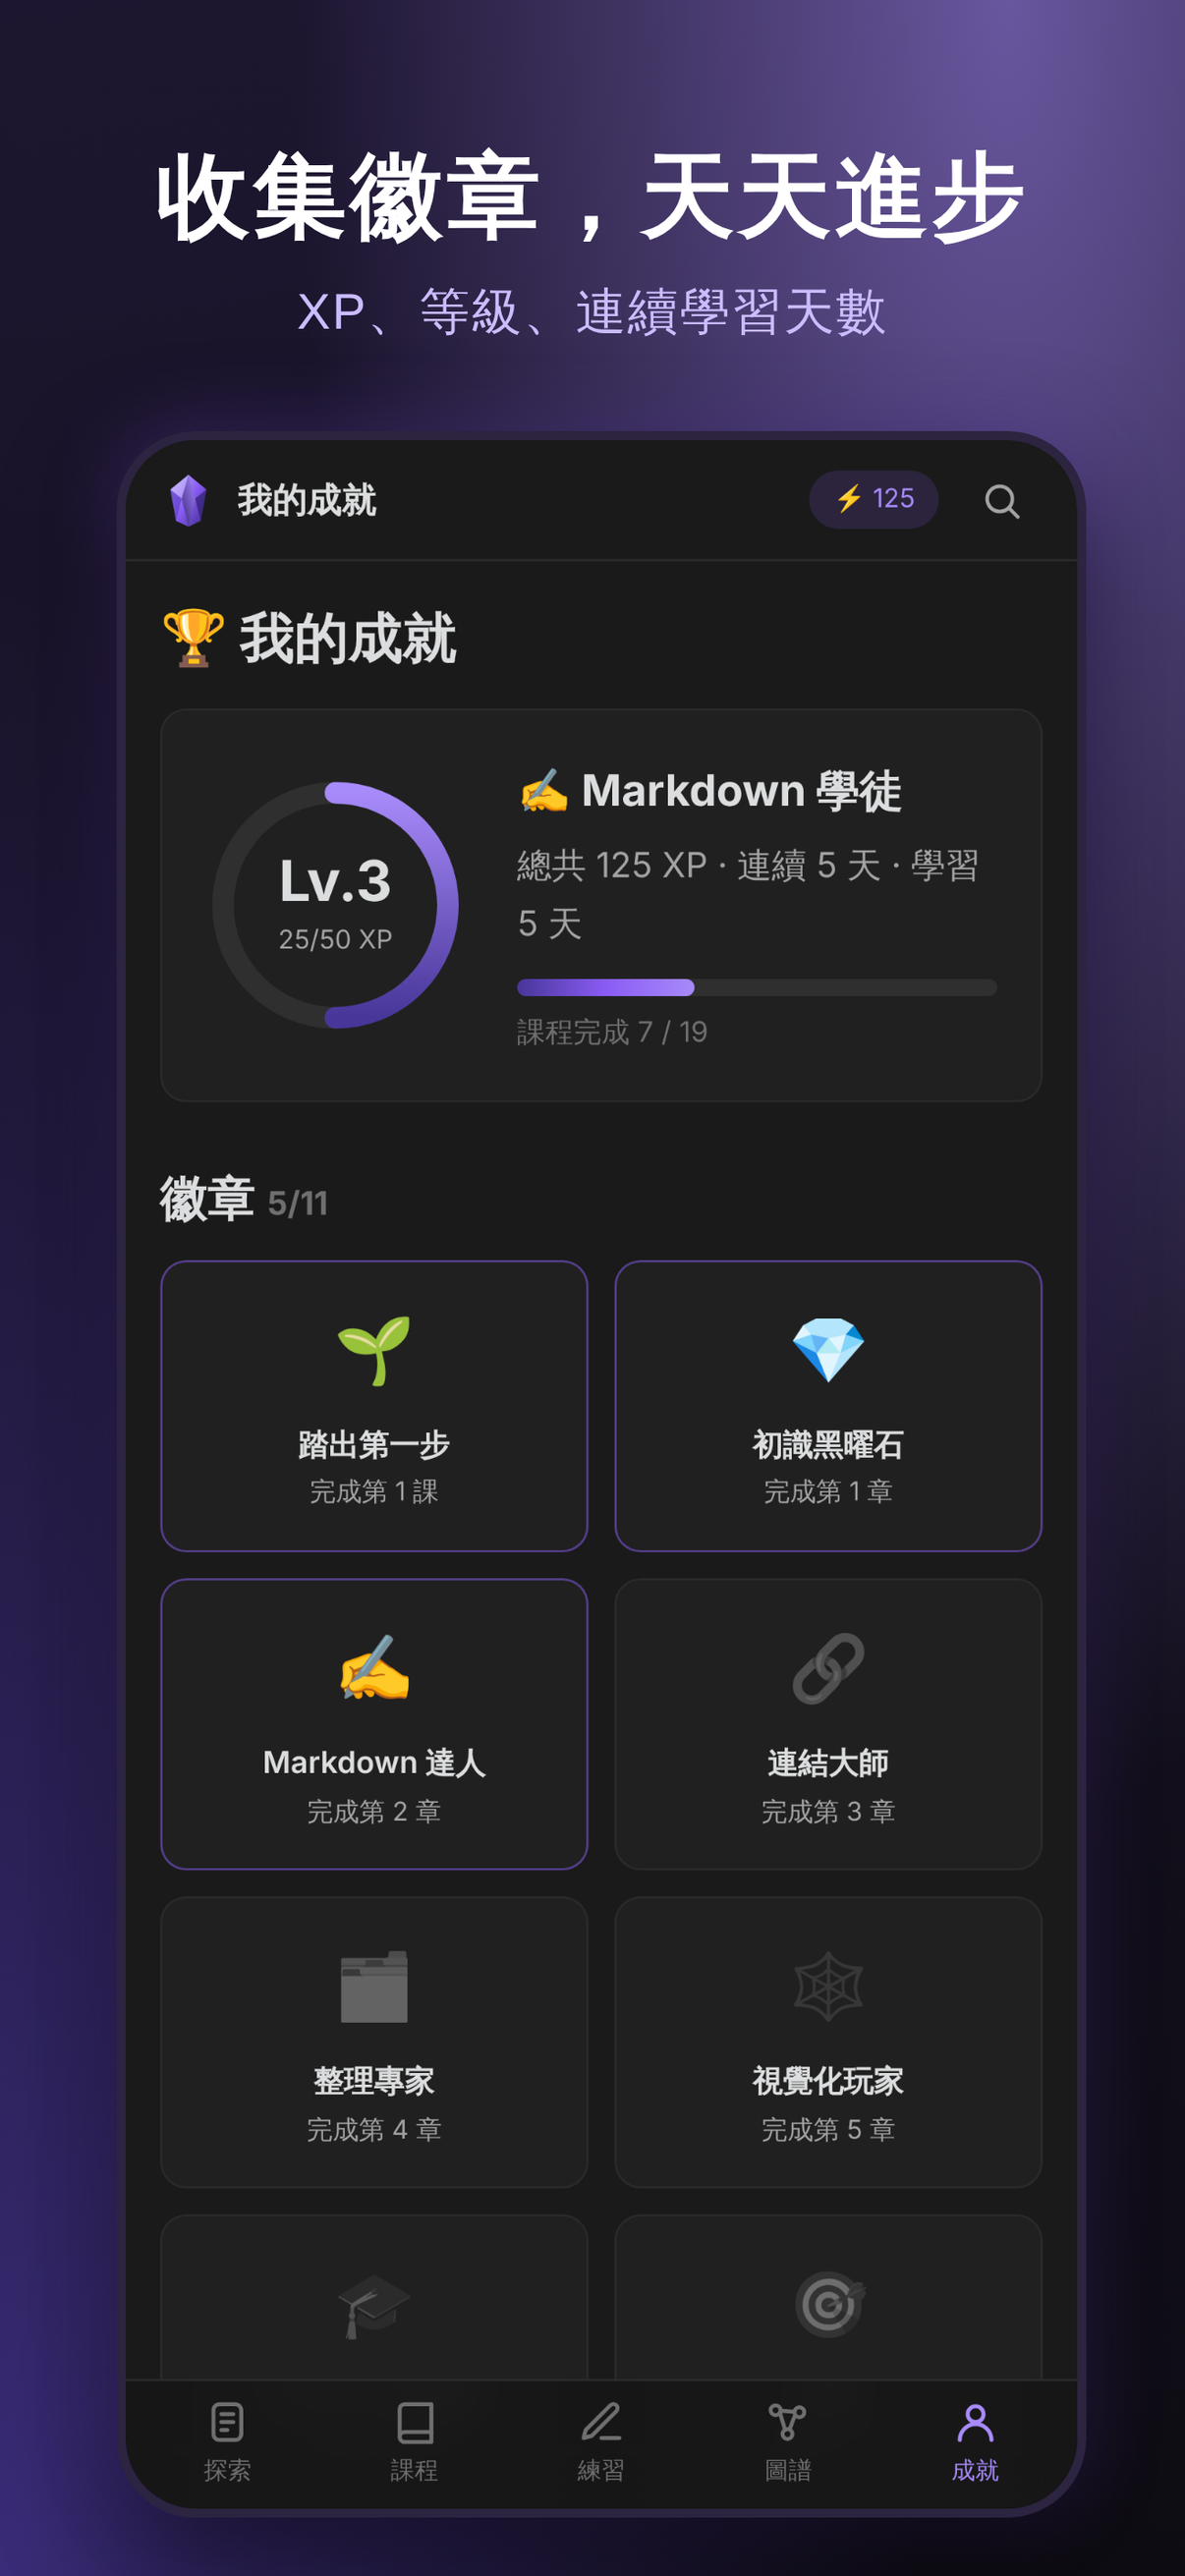 收集徽章，天天進步
XP、等級、連續學習天數
我的成就
⚡ 125
🏆 我的成就
Lv.3
25/50 XP
✍️ Markdown 學徒
總共 125 XP · 連續 5 天 · 學習
5 天
課程完成 7 / 19
徽章 5/11
踏出第一步
完成第 1 課
初識黑曜石
完成第 1 章
Markdown 達人
完成第 2 章
連結大師
完成第 3 章
整理專家
完成第 4 章
視覺化玩家
完成第 5 章
探索
課程
練習
圖譜
成就